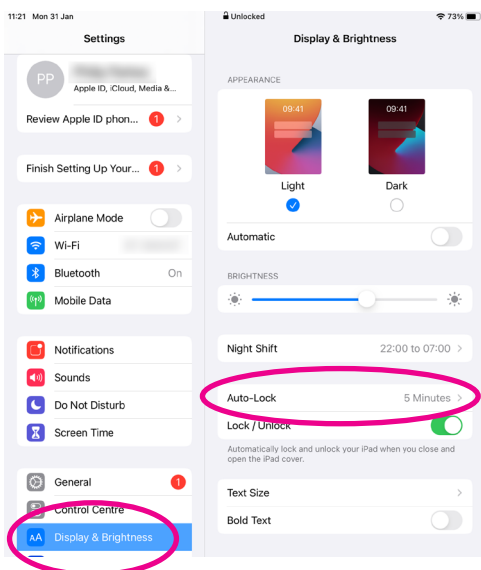 11:21 Mon 31 Jan
Unlocked
73%
Settings
PP
Apple ID, iCloud, Media &...
Review Apple ID phon... 1
Finish Setting Up Your... 1
Airplane Mode
Wi-Fi
Bluetooth On
Mobile Data
Notifications
Sounds
Do Not Disturb
Screen Time
General 1
Control Centre
AA Display & Brightness
Display & Brightness
APPEARANCE
09:41 09:41
Light Dark
Automatic
BRIGHTNESS
Night Shift 22:00 to 07:00
Auto-Lock 5 Minutes
Lock / Unlock
Automatically lock and unlock your iPad when you close and
open the iPad cover.
Text Size
Bold Text